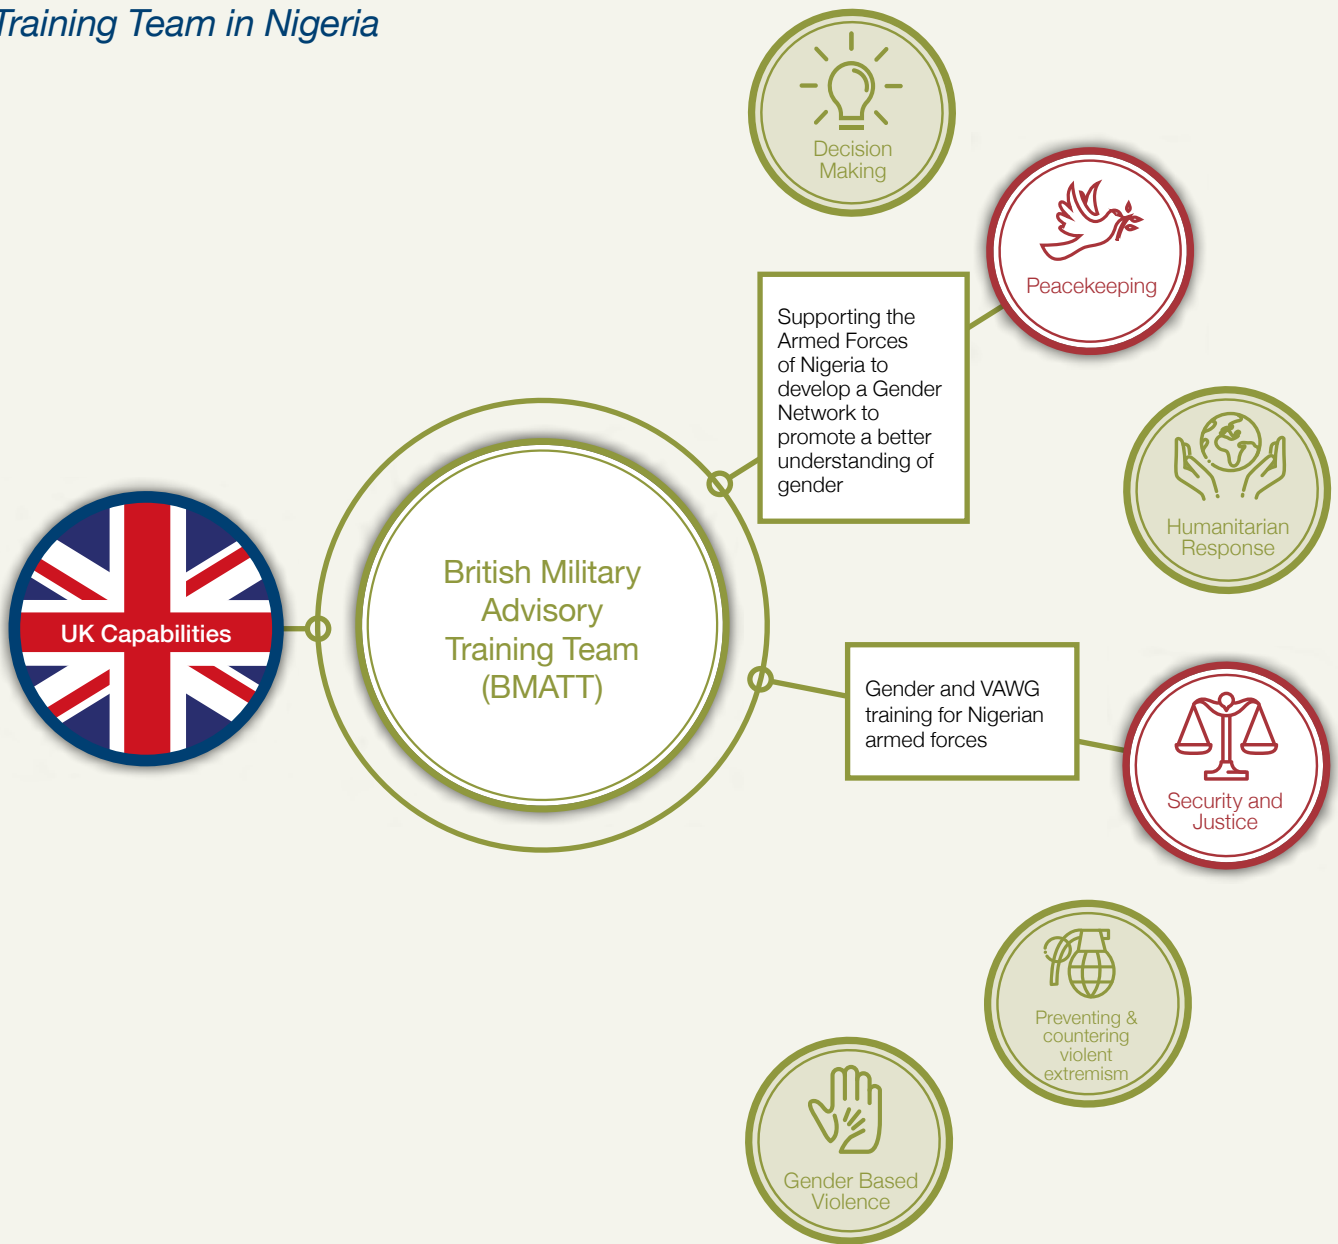 Training Team in Nigeria
Decision
Making
Peacekeeping
Supporting the
Armed Forces
of Nigeria to
develop a Gender
Network to
promote a better
understanding of
gender
Humanitarian
Response
UK Capabilities
British Military
Advisory
Training Team
(BMATT)
Gender and VAWG
training for Nigerian
armed forces
Security and
Justice
Preventing &
countering
violent
extremism
Gender Based
Violence